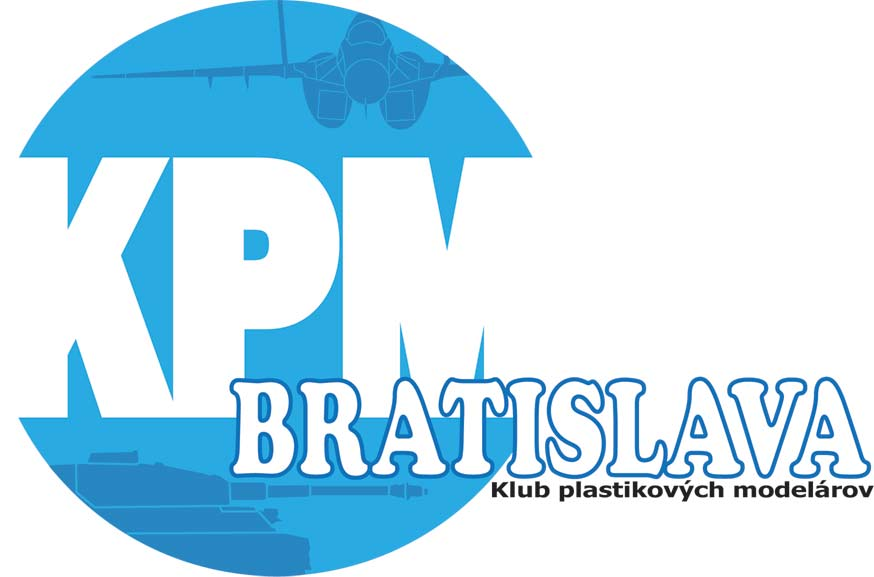 KPM
BRATISLAVA
Klub plastikových modelárov